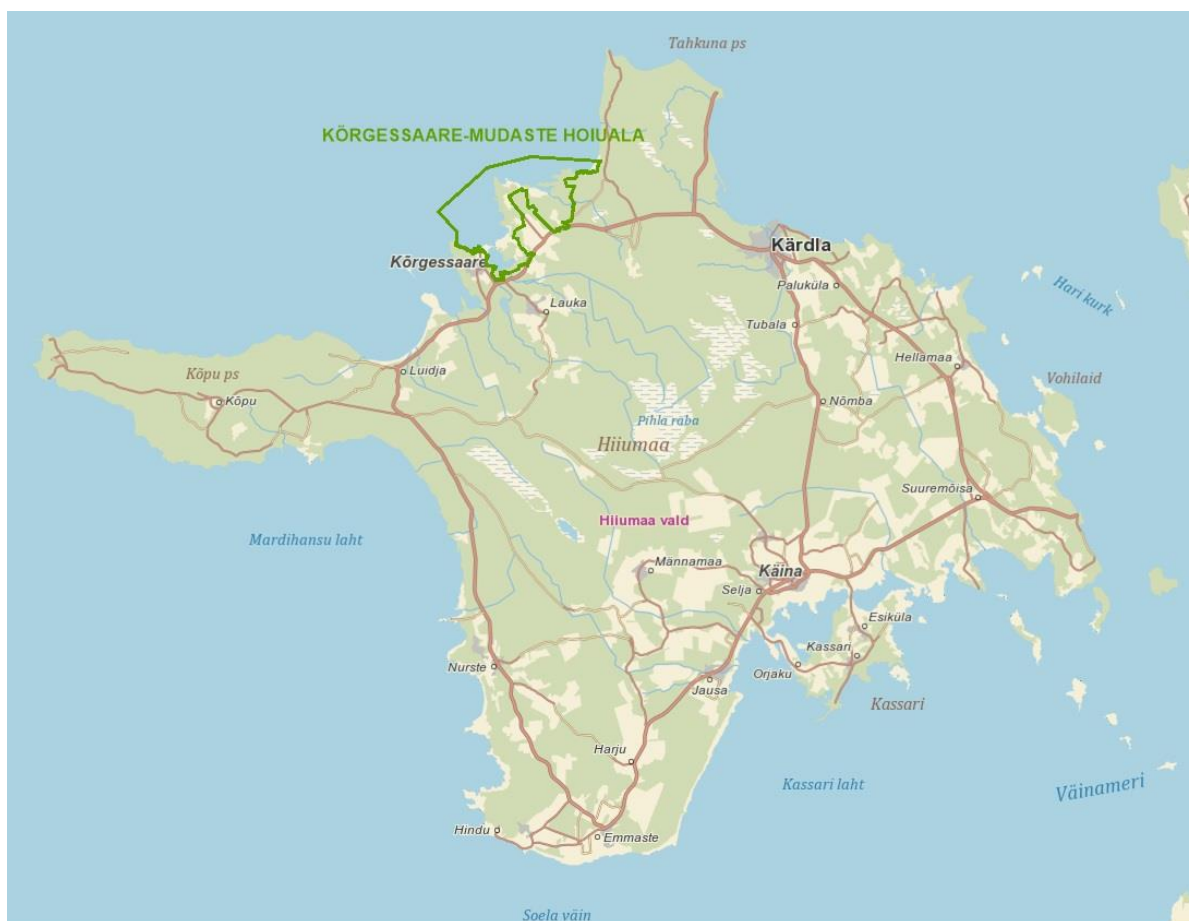 Tahkuna ps
KÕRGESSAARE-MUDASTE HOIUALA
Kärdla
Kõrgessaare
Paluküla
Hari kurk
Lauka
Tubala
Hellamaa
Luidja
Kõpu ps
Vohilaid
Kõpu
Nõmba
Pihla raba
Hiiumaa
Suuremõisa
Hiiumaa vald
Mardihansu laht
Männamaa
Käina
Selja
Esiküla
Kassari
Nurste
Orjaku
Jausa
Kassari
Harju
Kassari laht
Väinameri
Hindu
Emmaste
Soela väin